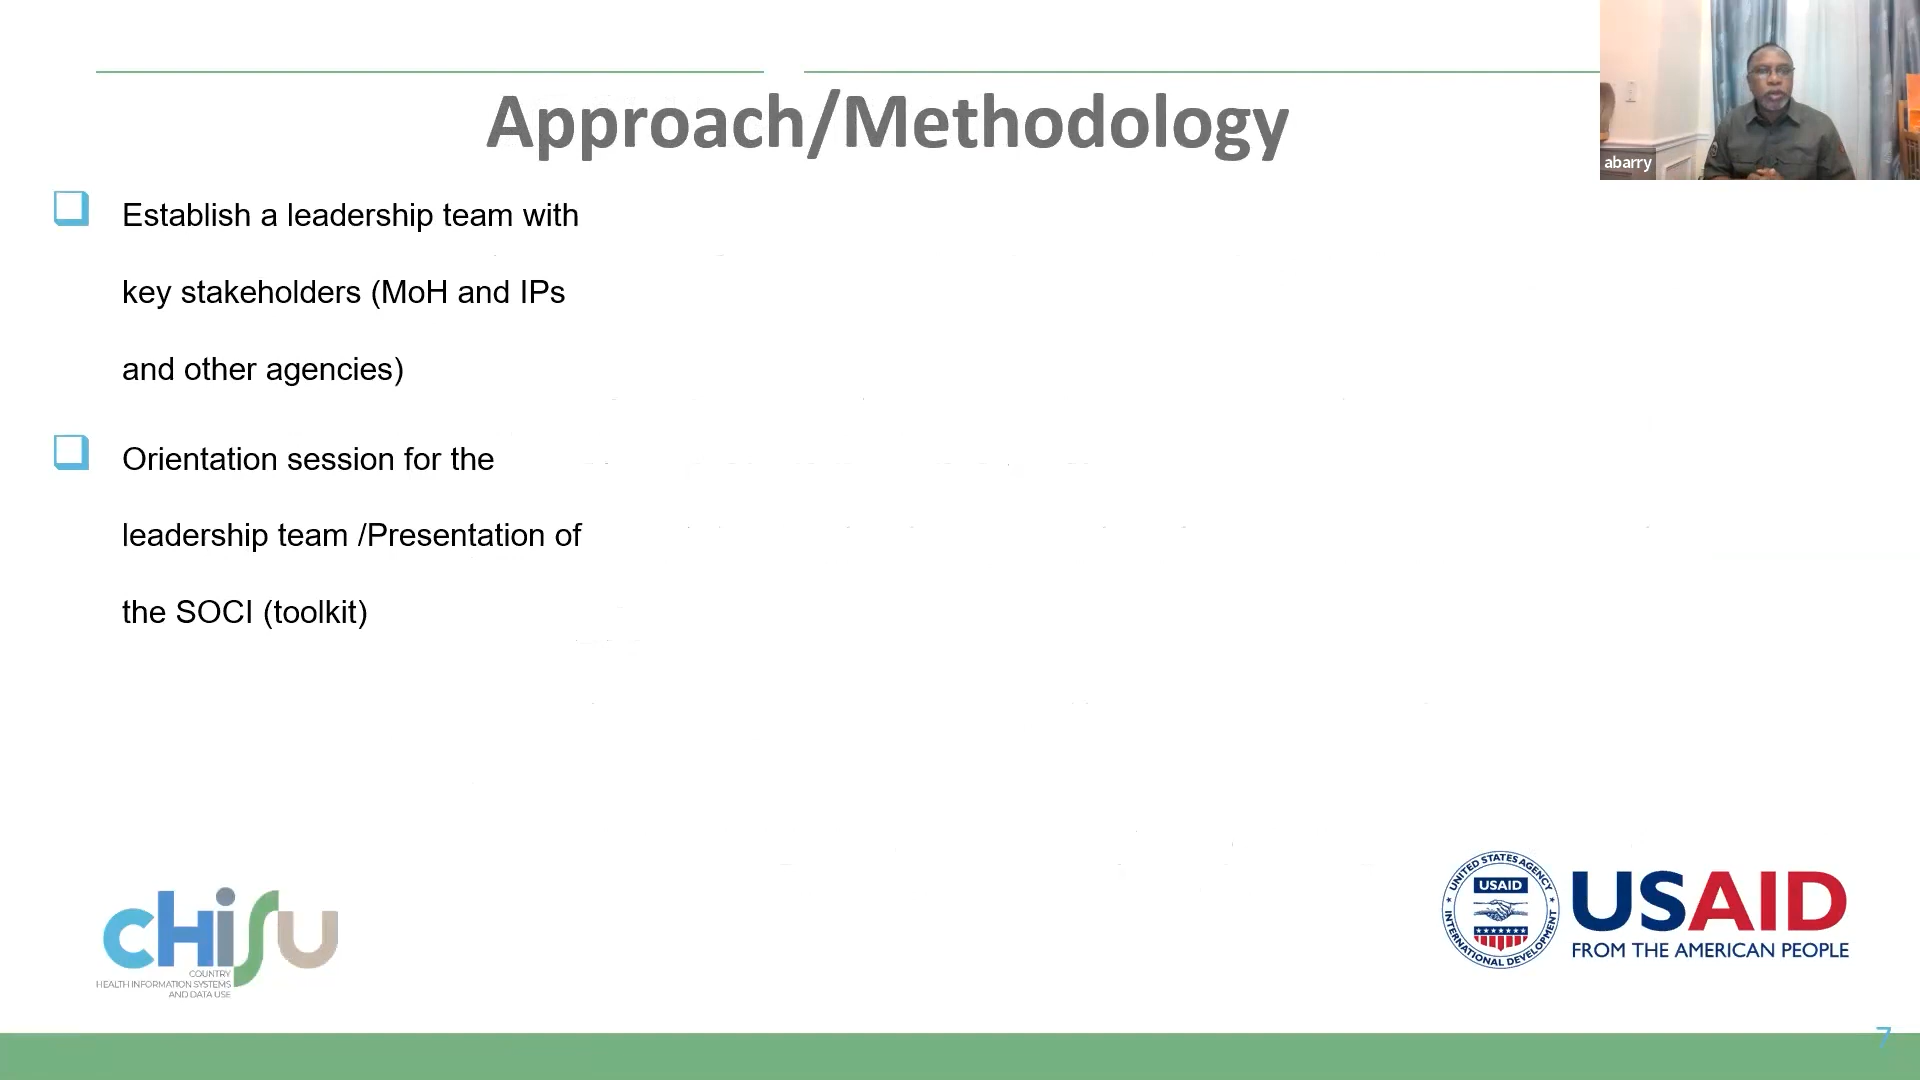 Approach/Methodology
abarry
Establish a leadership team with
key stakeholders (MoH and IPs
and other agencies)
Orientation session for the
leadership team /Presentation of
the SOCI (toolkit)
CHISU
COUNTRY
HEALTH INFORMATION SYSTEMS
AND DATA USE
UNITED STATES AGENCY
USAID
INTERNATIONAL DEVELOPMENT
USAID
FROM THE AMERICAN PEOPLE
7